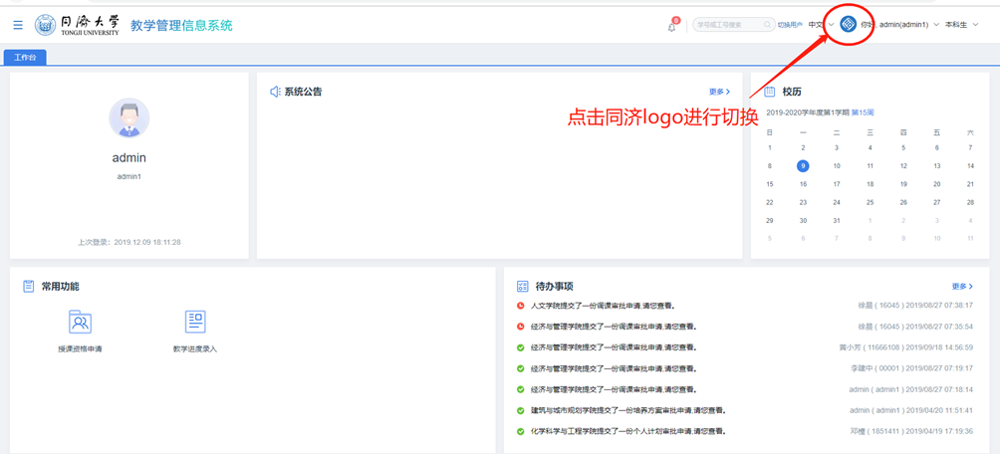 同濟大学
TONGJI UNIVERSITY
教学管理信息系统
8
学号或工号搜索
切换用户
中文
你好, admin(admin1)
本科生
工作台
admin
admin1
上次登录：2019.12.09 18:11:28
系统公告
更多
点击同济logo进行切换
校历
2019-2020学年度第1学期 第15周
日 一 二 三 四 五 六
1 2 3 4 5 6 7
8 9 10 11 12 13 14
15 16 17 18 19 20 21
22 23 24 25 26 27 28
29 30 31 1 2 3 4
5 6 7 8 9 10 11
常用功能
授课资格申请
教学进度录入
待办事项
更多
人文学院提交了一份调课审批申请,请您查看。 徐晨 ( 16045 ) 2019/08/27 07:38:17
经济与管理学院提交了一份调课审批申请,请您查看。 徐晨 ( 16045 ) 2019/08/27 07:35:54
经济与管理学院提交了一份调课审批申请,请您查看。 黄小芳 ( 11666108 ) 2019/09/18 14:56:59
经济与管理学院提交了一份调课审批申请,请您查看。 李建中 ( 00001 ) 2019/08/27 07:19:17
经济与管理学院提交了一份调课审批申请,请您查看。 admin ( admin1 ) 2019/08/27 07:18:14
建筑与城市规划学院提交了一份培养方案审批申请,请您查看。 admin ( admin1 ) 2019/04/20 11:51:41
化学科学与工程学院提交了一份个人计划审批申请,请您查看。 ( 1851411 ) 2019/04/19 17:19:36